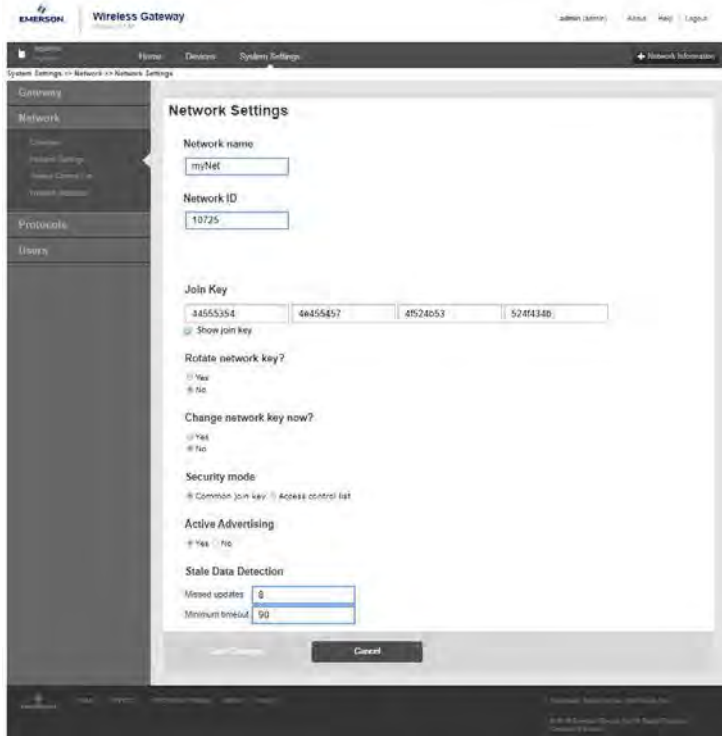 EMERSON
Wireless Gateway
admin (admin) About Help Logout
Home Devices System Settings
Network Information
System Settings >> Network >> Network Settings
Gateway
Network
Network Settings
Protocols
Users
Network Settings
Network name
myNet
Network ID
10725
Join Key
44555354 4e455457 4f524b53 524f434b
Show join key
Rotate network key?
Yes
No
Change network key now?
Yes
No
Security mode
Common join key Access control list
Active Advertising
Yes No
Stale Data Detection
Missed updates 8
Minimum timeout 90
Cancel